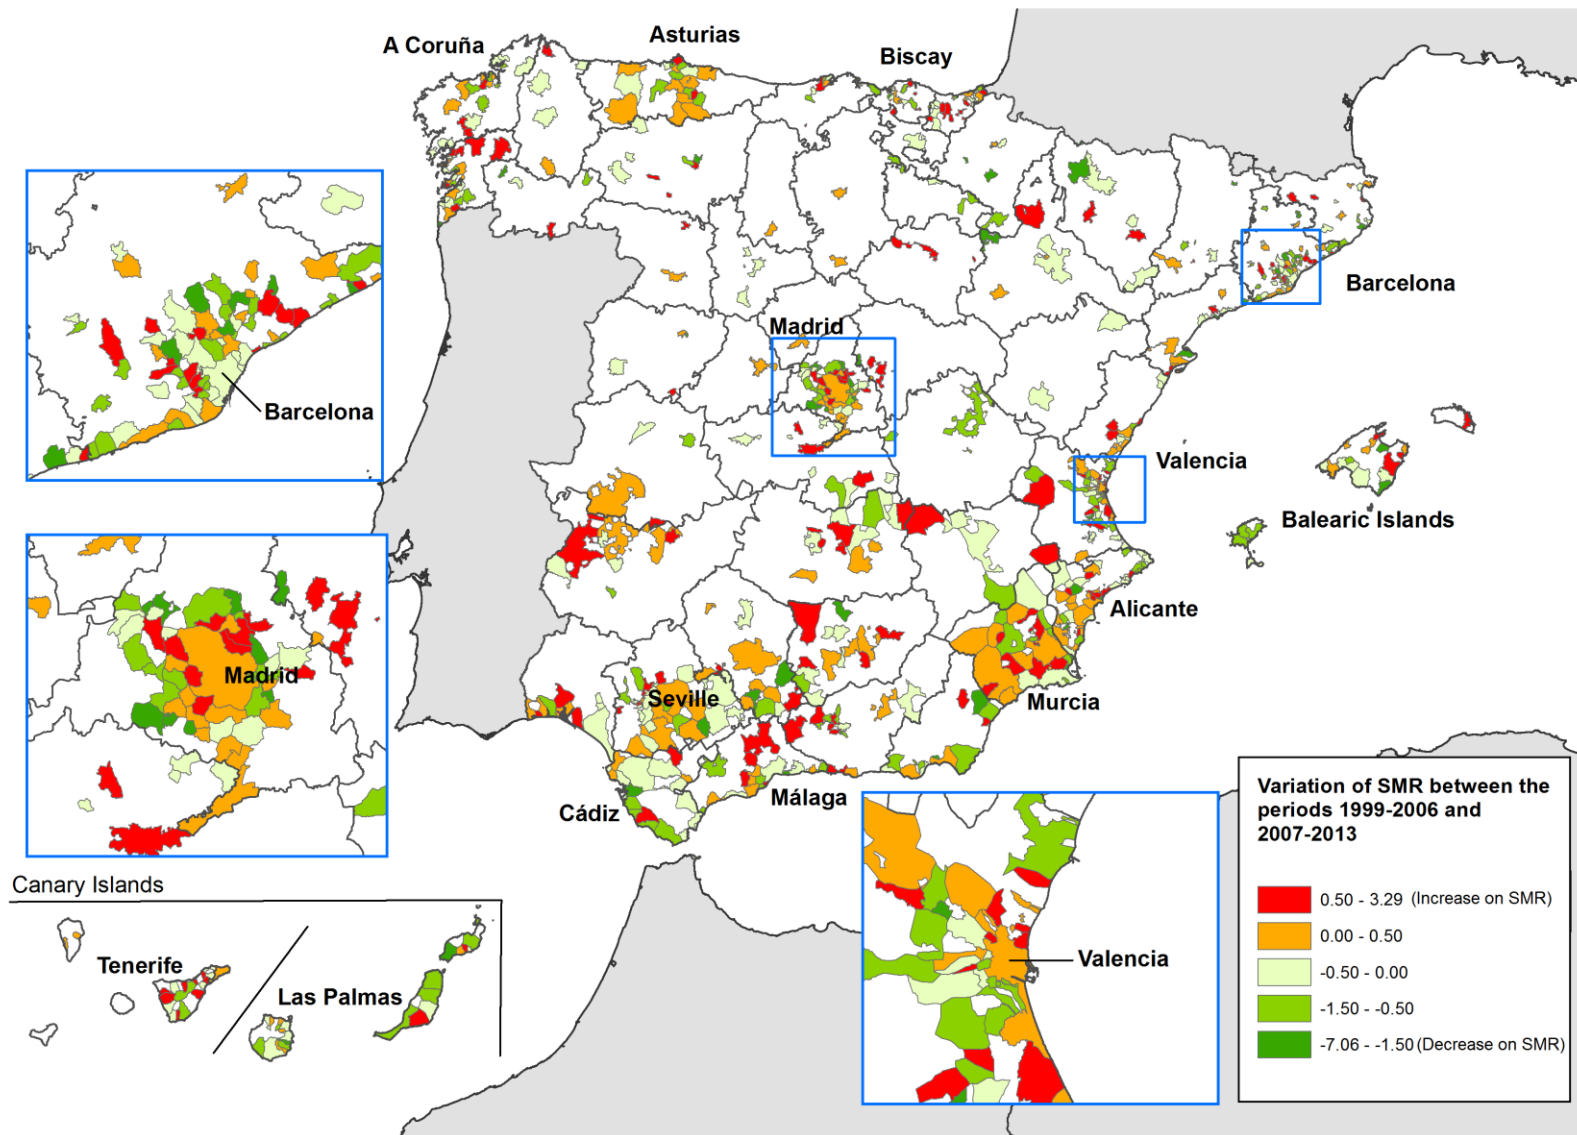 A Coruña
Asturias
Biscay
Barcelona
Madrid
Barcelona
Valencia
Balearic Islands
Madrid
Alicante
Seville
Murcia
Málaga
Cádiz
Canary Islands
Tenerife
Las Palmas
Valencia
Variation of SMR between the
periods 1999-2006 and
2007-2013
0.50 - 3.29 (Increase on SMR)
0.00 - 0.50
-0.50 - 0.00
-1.50 - -0.50
-7.06 - -1.50 (Decrease on SMR)